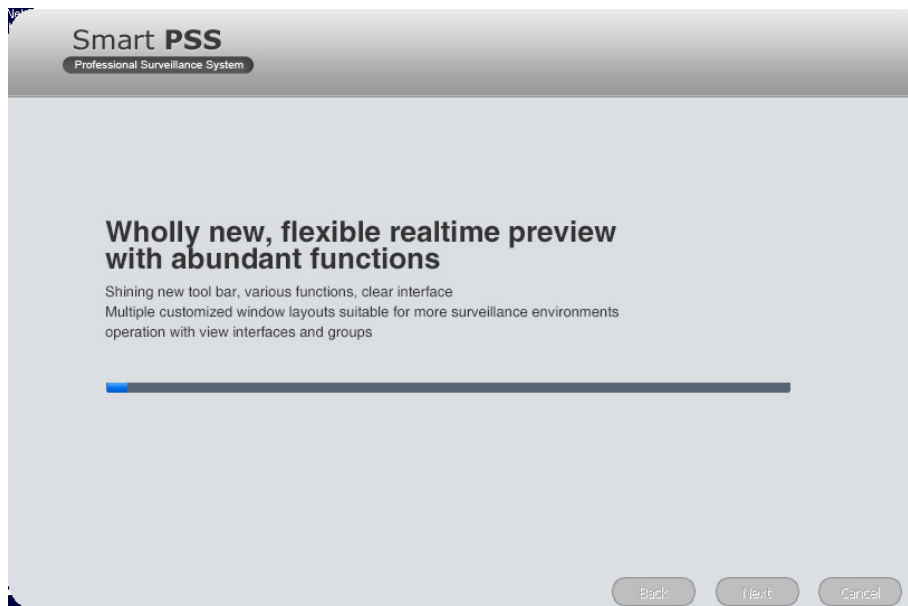 Smart PSS
Professional Surveillance System
Wholly new, flexible realtime preview
with abundant functions
Shining new tool bar, various functions, clear interface
Multiple customized window layouts suitable for more surveillance environments
operation with view interfaces and groups
Back Next Cancel